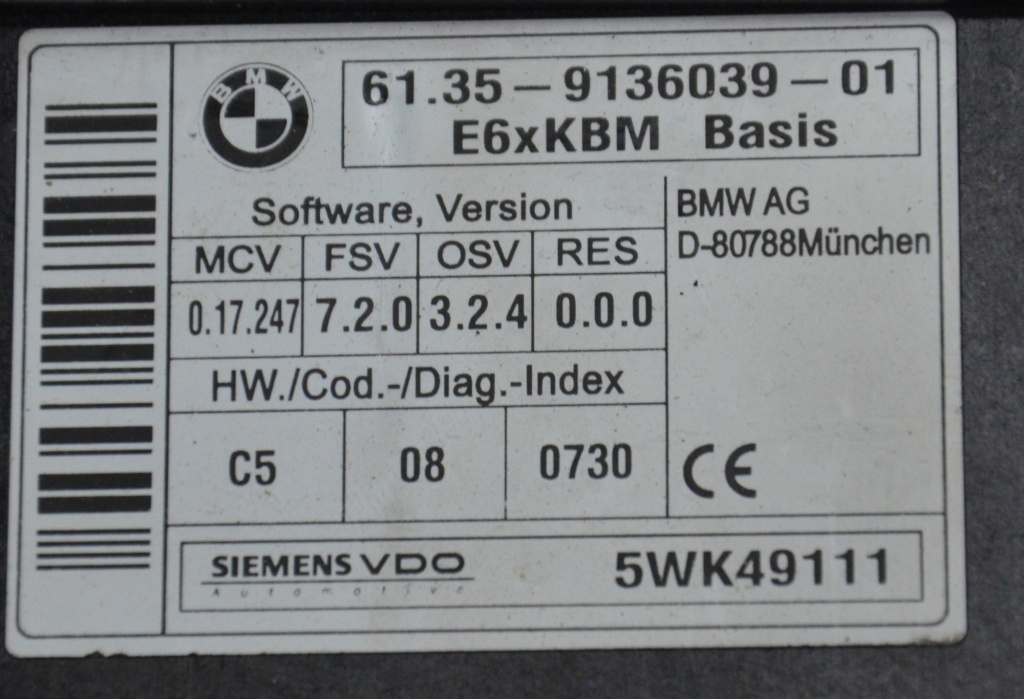 BMW
61.35 – 9136039 – 01
E6xKBM Basis
Software, Version
MCV FSV OSV RES
0.17.247 7.2.0 3.2.4 0.0.0
HW./Cod.-/Diag.-Index
C5 08 0730
BMW AG
D-80788München
CE
SIEMENS VDO
Automotive
5WK49111